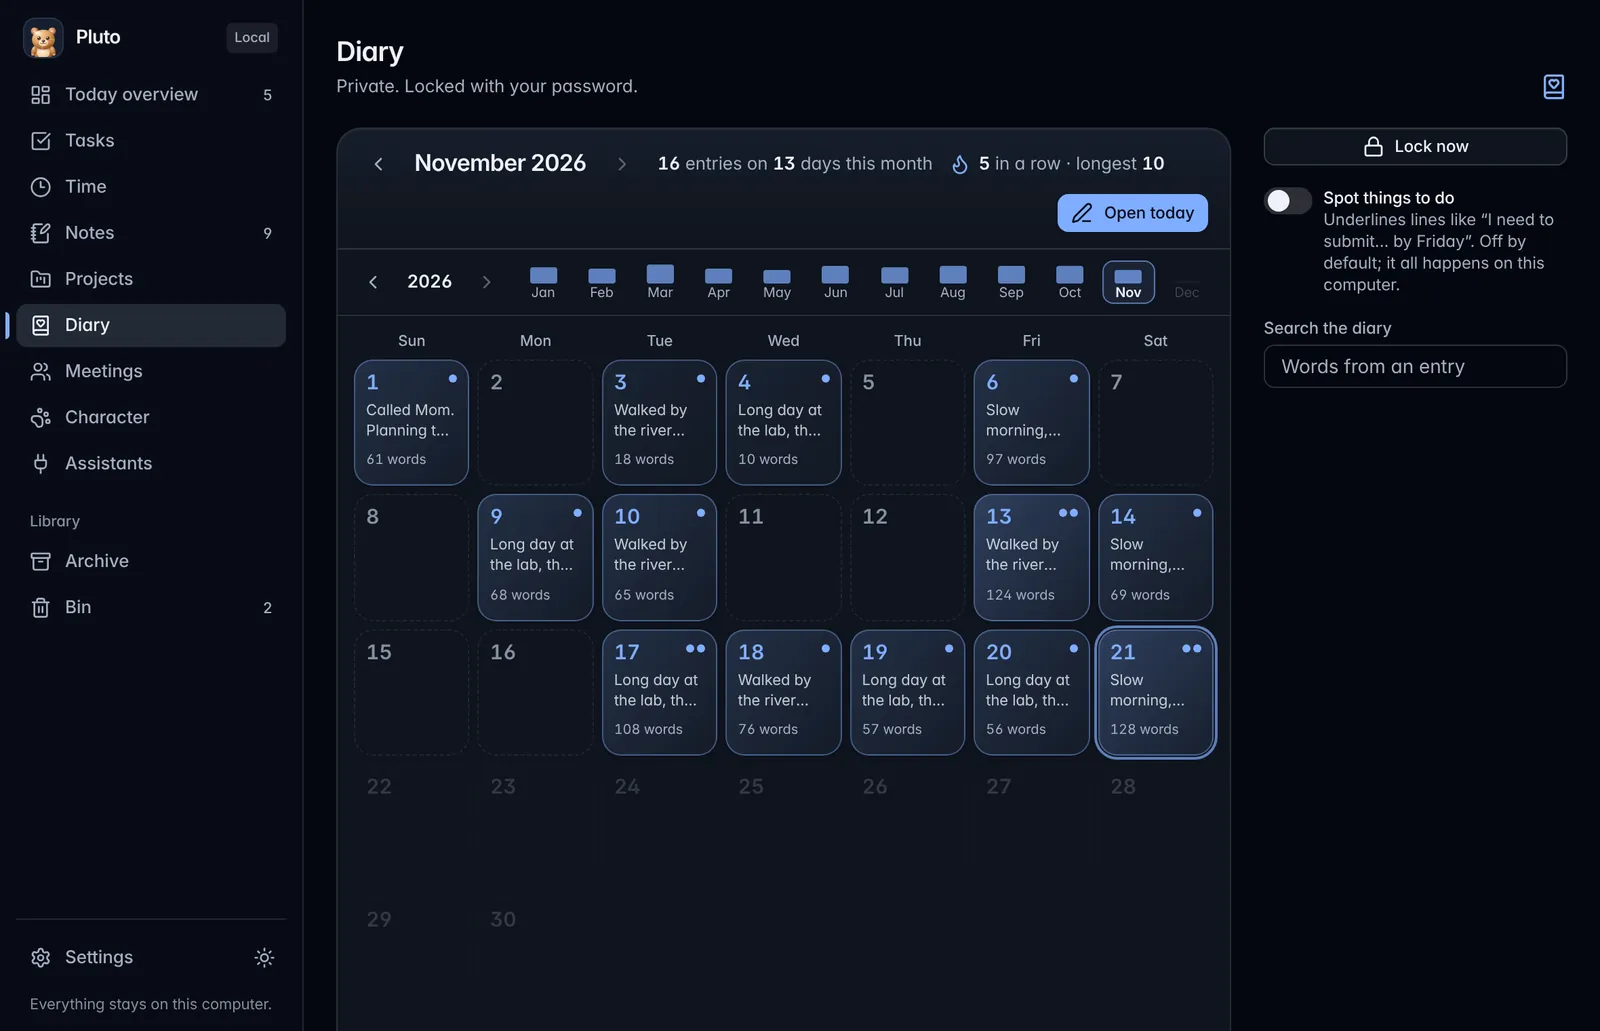 Pluto
Local
Today overview 5
Tasks
Time
Notes 9
Projects
Diary
Meetings
Character
Assistants
Library
Archive
Bin 2
Settings
Everything stays on this computer.
Diary
Private. Locked with your password.
November 2026
16 entries on 13 days this month
5 in a row · longest 10
Open today
2026
Jan Feb Mar Apr May Jun Jul Aug Sep Oct Nov Dec
Sun Mon Tue Wed Thu Fri Sat
1
Called Mom.
Planning t...
61 words
2
3
Walked by
the river...
18 words
4
Long day at
the lab, th...
10 words
5
6
Slow
morning,...
97 words
7
8
9
Long day at
the lab, th...
68 words
10
Walked by
the river...
65 words
11
12
13
Walked by
the river...
124 words
14
Slow
morning,...
69 words
15
16
17
Long day at
the lab, th...
108 words
18
Walked by
the river...
76 words
19
Long day at
the lab, th...
57 words
20
Long day at
the lab, th...
56 words
21
Slow
morning,...
128 words
22 23 24 25 26 27 28
29 30
Lock now
Spot things to do
Underlines lines like “I need to
submit... by Friday”. Off by
default; it all happens on this
computer.
Search the diary
Words from an entry